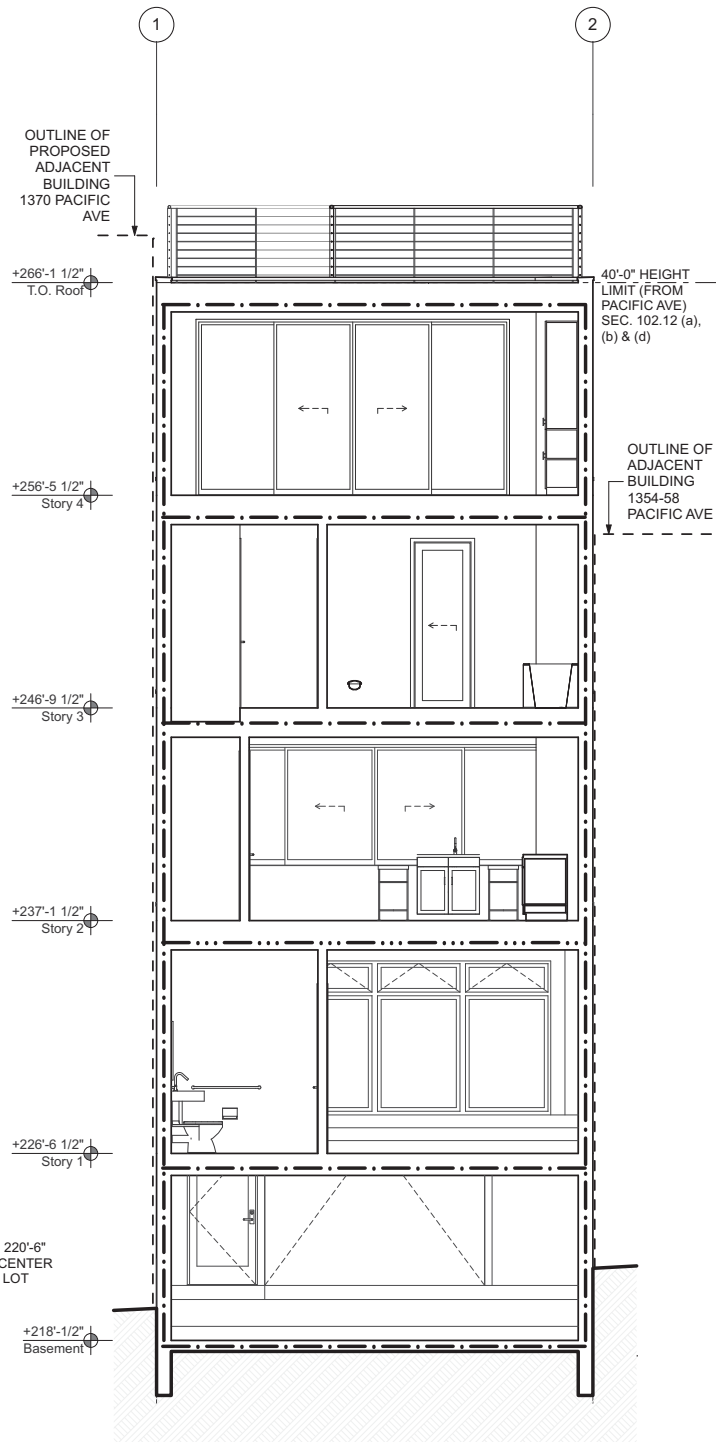 1
2
OUTLINE OF
PROPOSED
ADJACENT
BUILDING
1370 PACIFIC
AVE
+266'-1 1/2"
T.O. Roof
40'-0" HEIGHT
LIMIT (FROM
PACIFIC AVE)
SEC. 102.12 (a),
(b) & (d)
OUTLINE OF
ADJACENT
BUILDING
1354-58
PACIFIC AVE
+256'-5 1/2"
Story 4
+246'-9 1/2"
Story 3
+237'-1 1/2"
Story 2
+226'-6 1/2"
Story 1
220'-6"
CENTER
LOT
+218'-1/2"
Basement